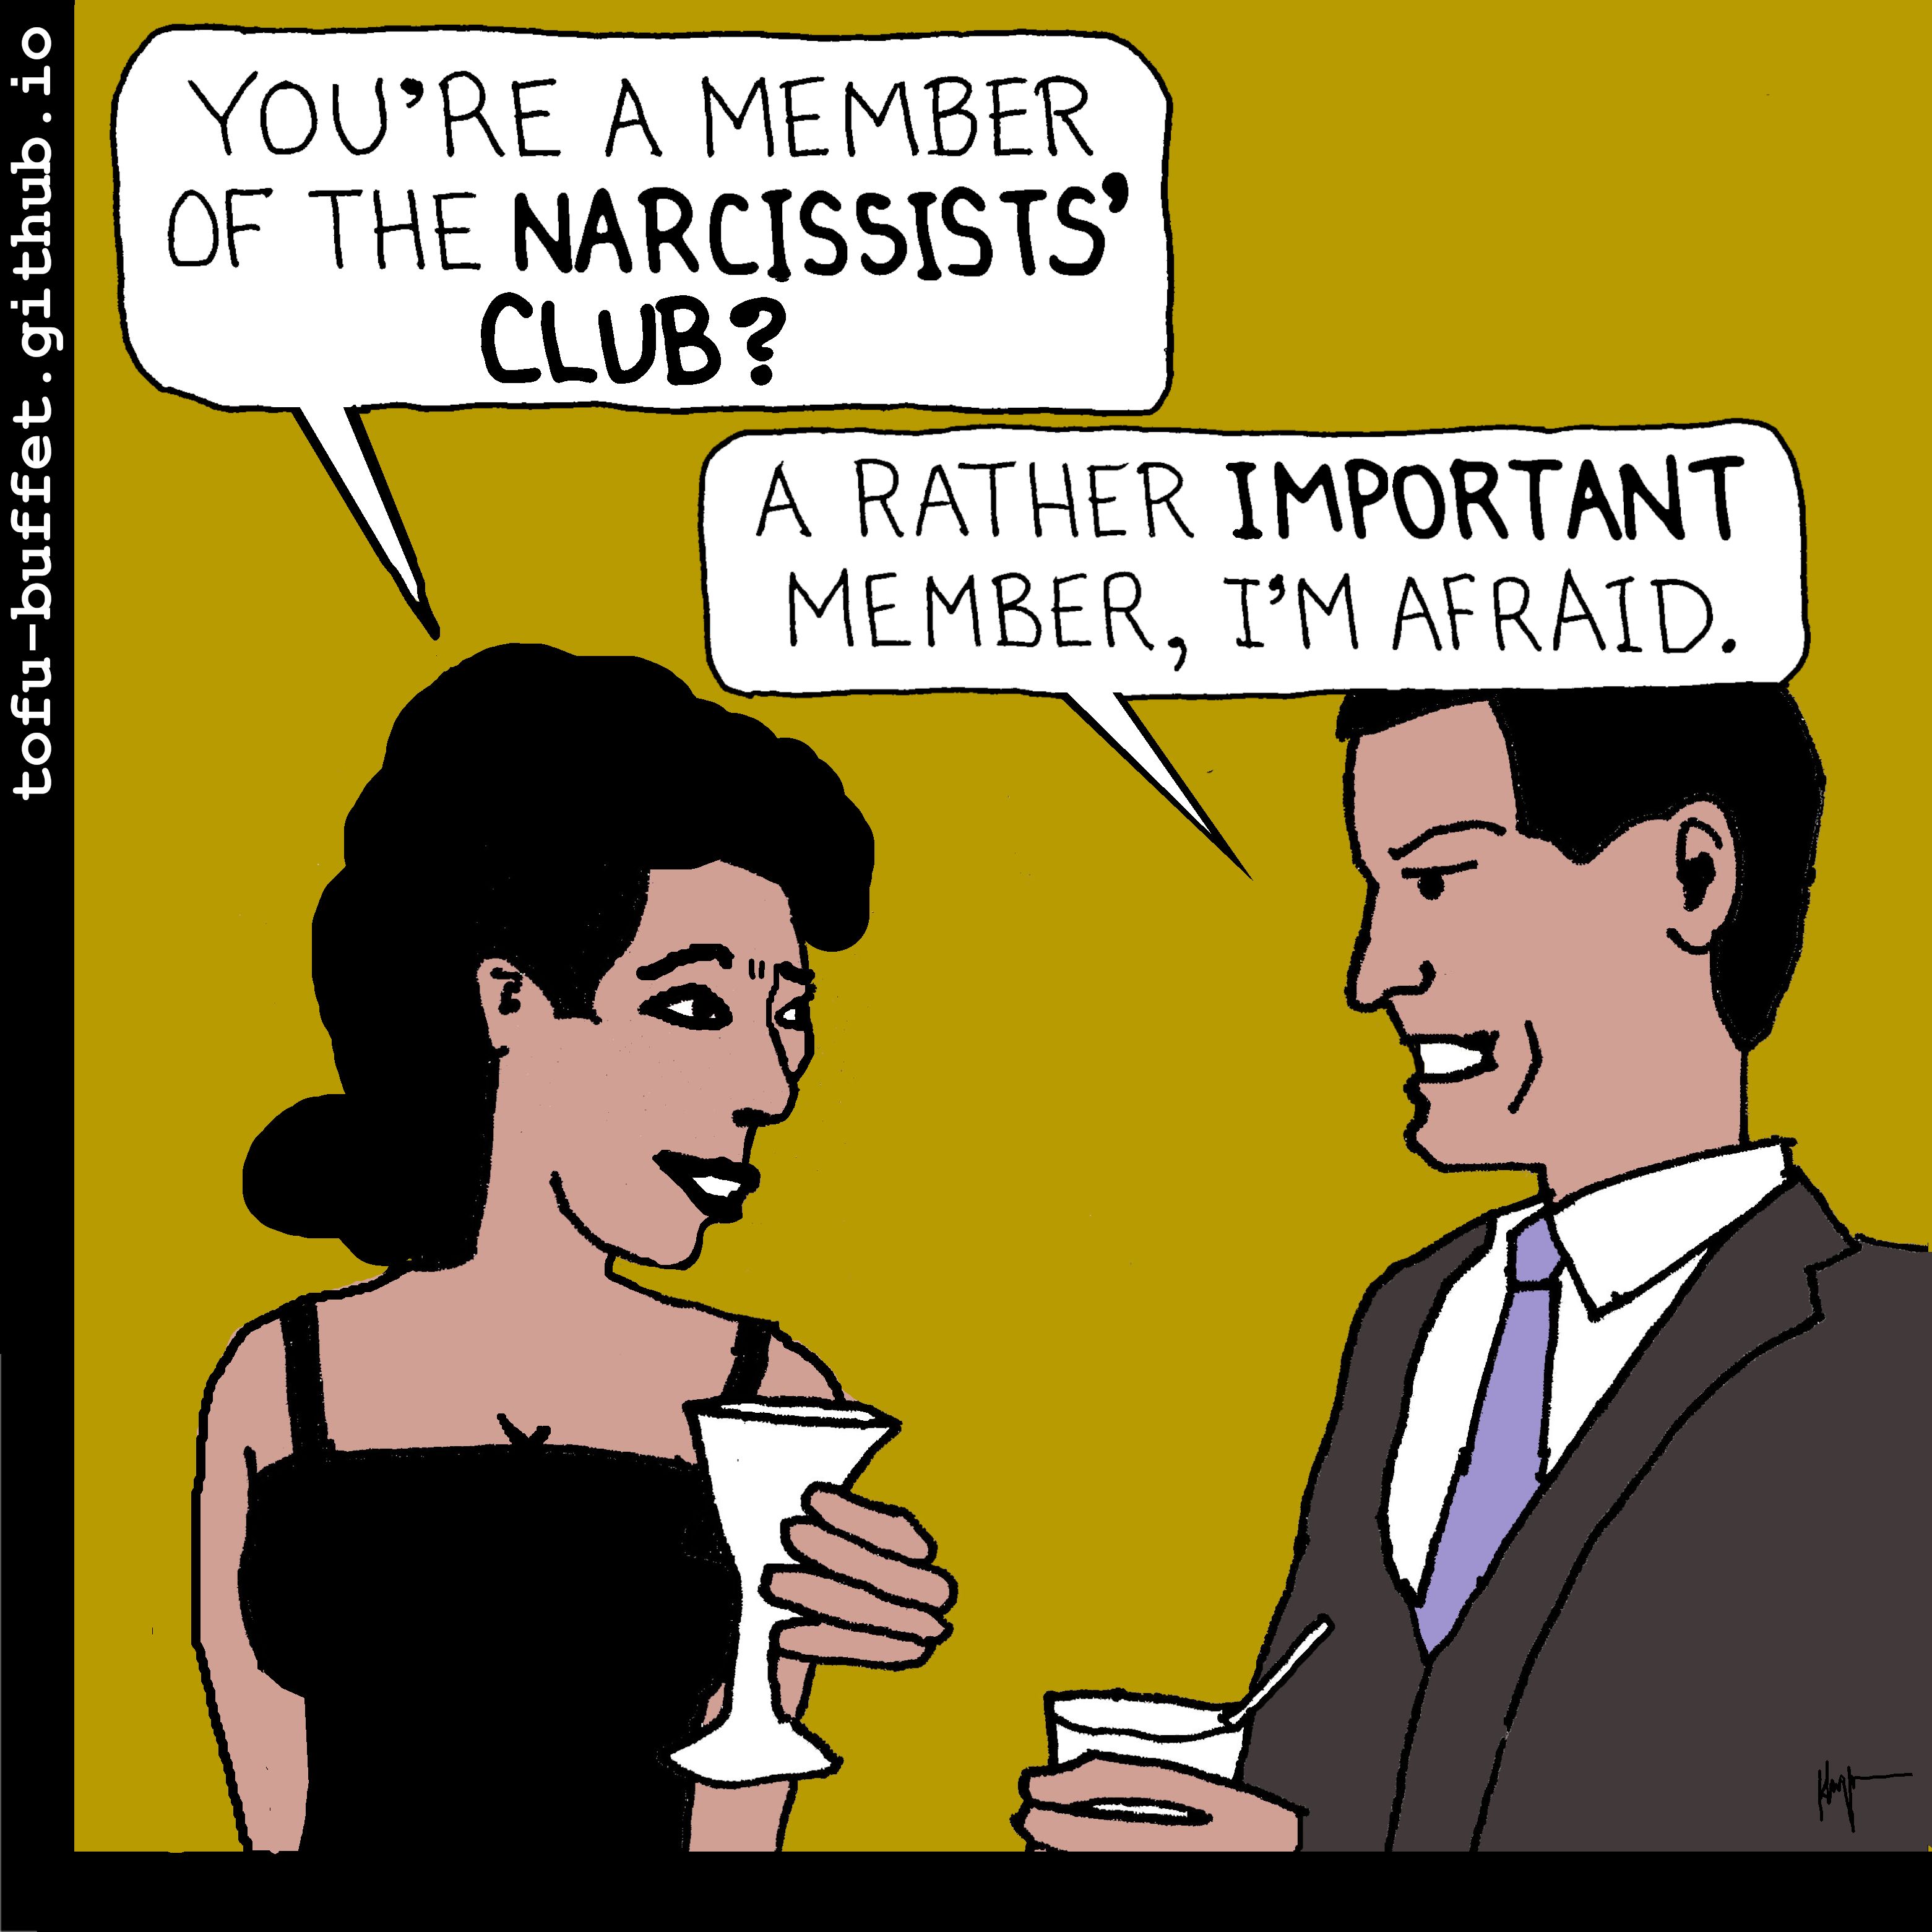 tofu-buffet.github.io
YOU'RE A MEMBER
OF THE NARCISSISTS'
CLUB?
A RATHER IMPORTANT
MEMBER, I'M AFRAID.